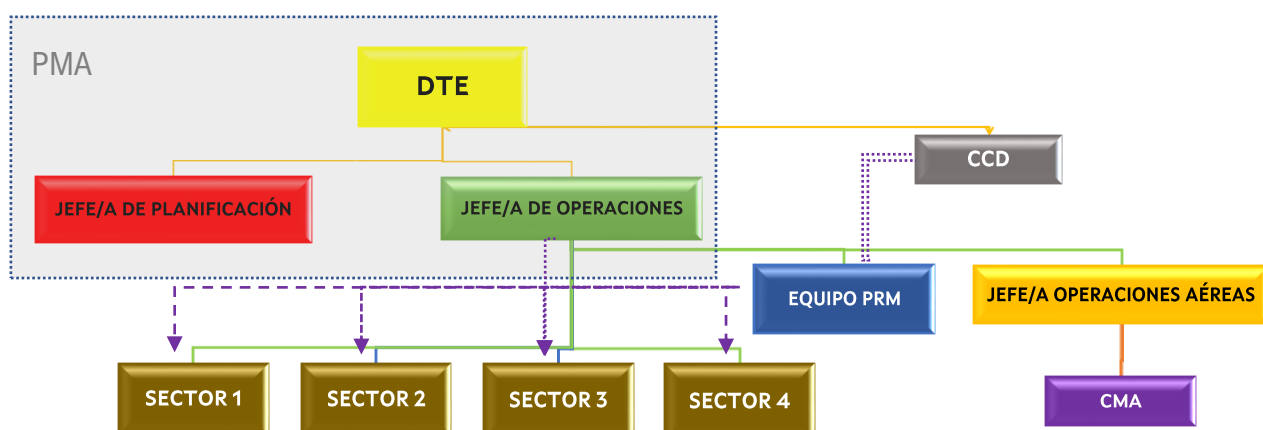 PMA
DTE
CCD
JEFE/A DE PLANIFICACIÓN
JEFE/A DE OPERACIONES
EQUIPO PRM
JEFE/A OPERACIONES AÉREAS
SECTOR 1
SECTOR 2
SECTOR 3
SECTOR 4
CMA